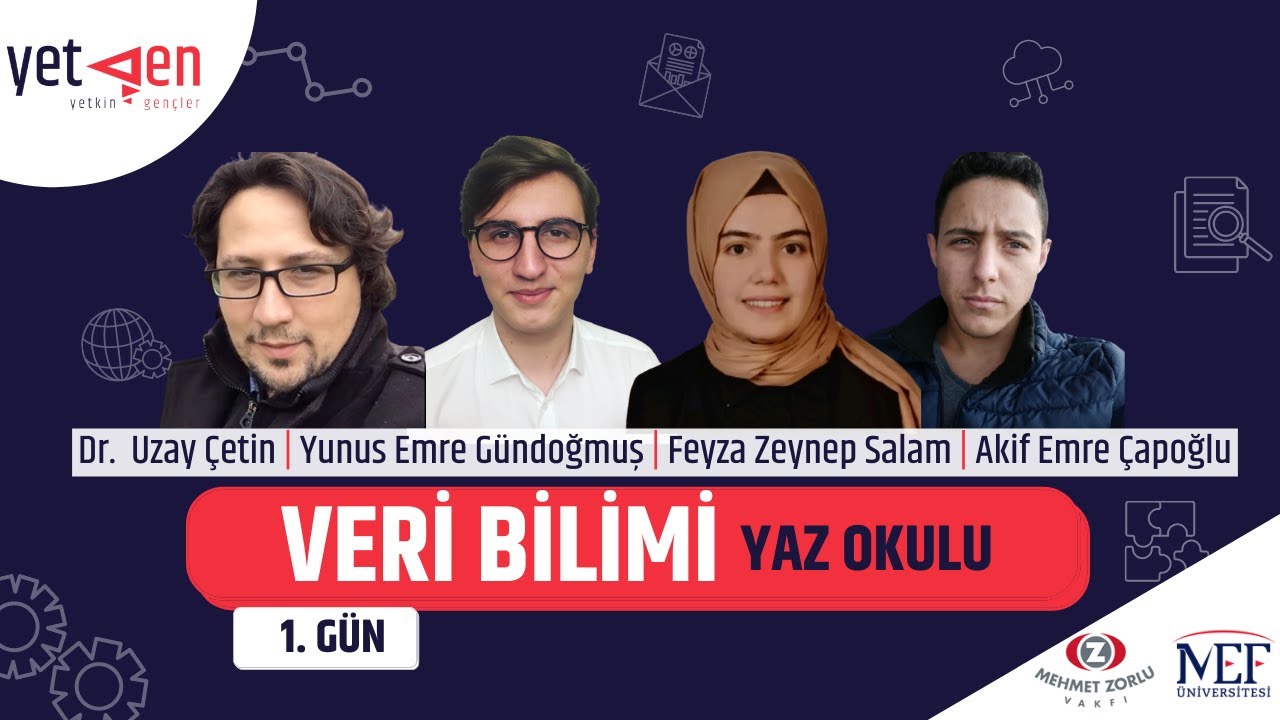 yetgen
yetkin gençler
Dr. Uzay Çetin | Yunus Emre Gündoğmuş | Feyza Zeynep Salam | Akif Emre Çapoğlu
VERİ BİLİMİ YAZ OKULU
1. GÜN
Z
MEHMET ZORLU
VAKFI
MEF
ÜNİVERSİTESİ